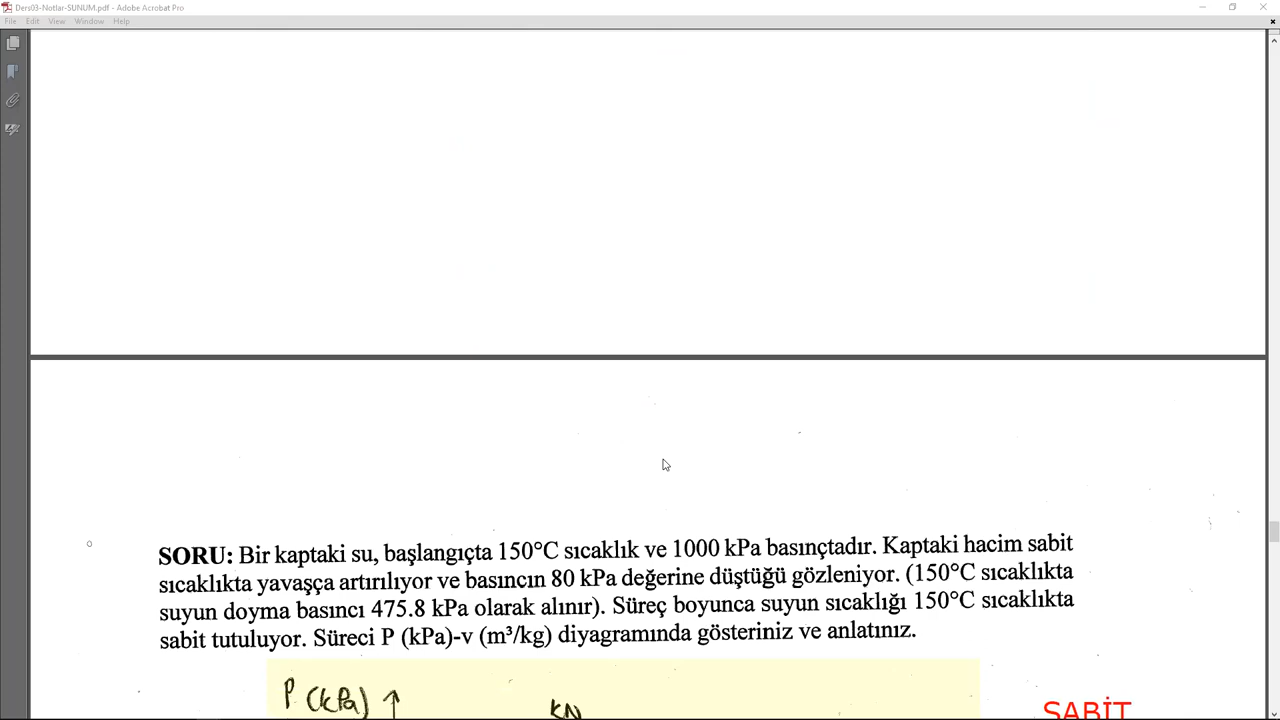 Ders03-Notlar-SUNUM.pdf - Adobe Acrobat Pro
File Edit View Window Help
SORU: Bir kaptaki su, başlangıçta 150°C sıcaklık ve 1000 kPa basınçtadır. Kaptaki hacim sabit
sıcaklıkta yavaşça artırılıyor ve basıncın 80 kPa değerine düştüğü gözleniyor. (150°C sıcaklıkta
suyun doyma basıncı 475.8 kPa olarak alınır). Süreç boyunca suyun sıcaklığı 150°C sıcaklıkta
sabit tutuluyor. Süreci P (kPa)-v (m³/kg) diyagramında gösteriniz ve anlatınız.
P (kPa)
kN
SABİT